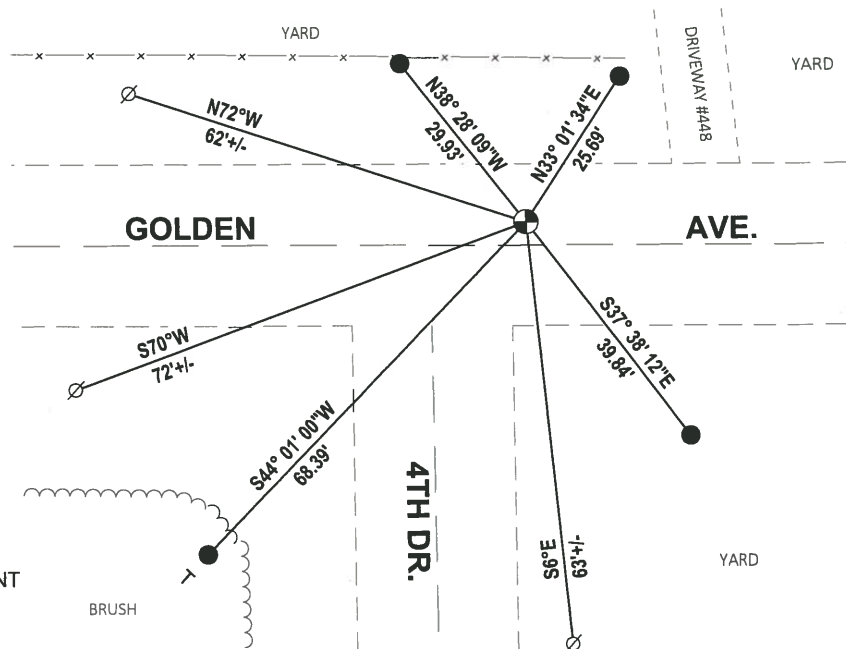 YARD
DRIVEWAY #448
YARD
N72°W
62'+/-
N38° 28' 09"W
29.93'
N33° 01' 34"E
25.69'
GOLDEN AVE.
S70°W
72'+/-
S37° 38' 12"E
39.84'
S44° 01' 00"W
68.39'
4TH DR.
S6°E
63'+/-
YARD
NT
BRUSH